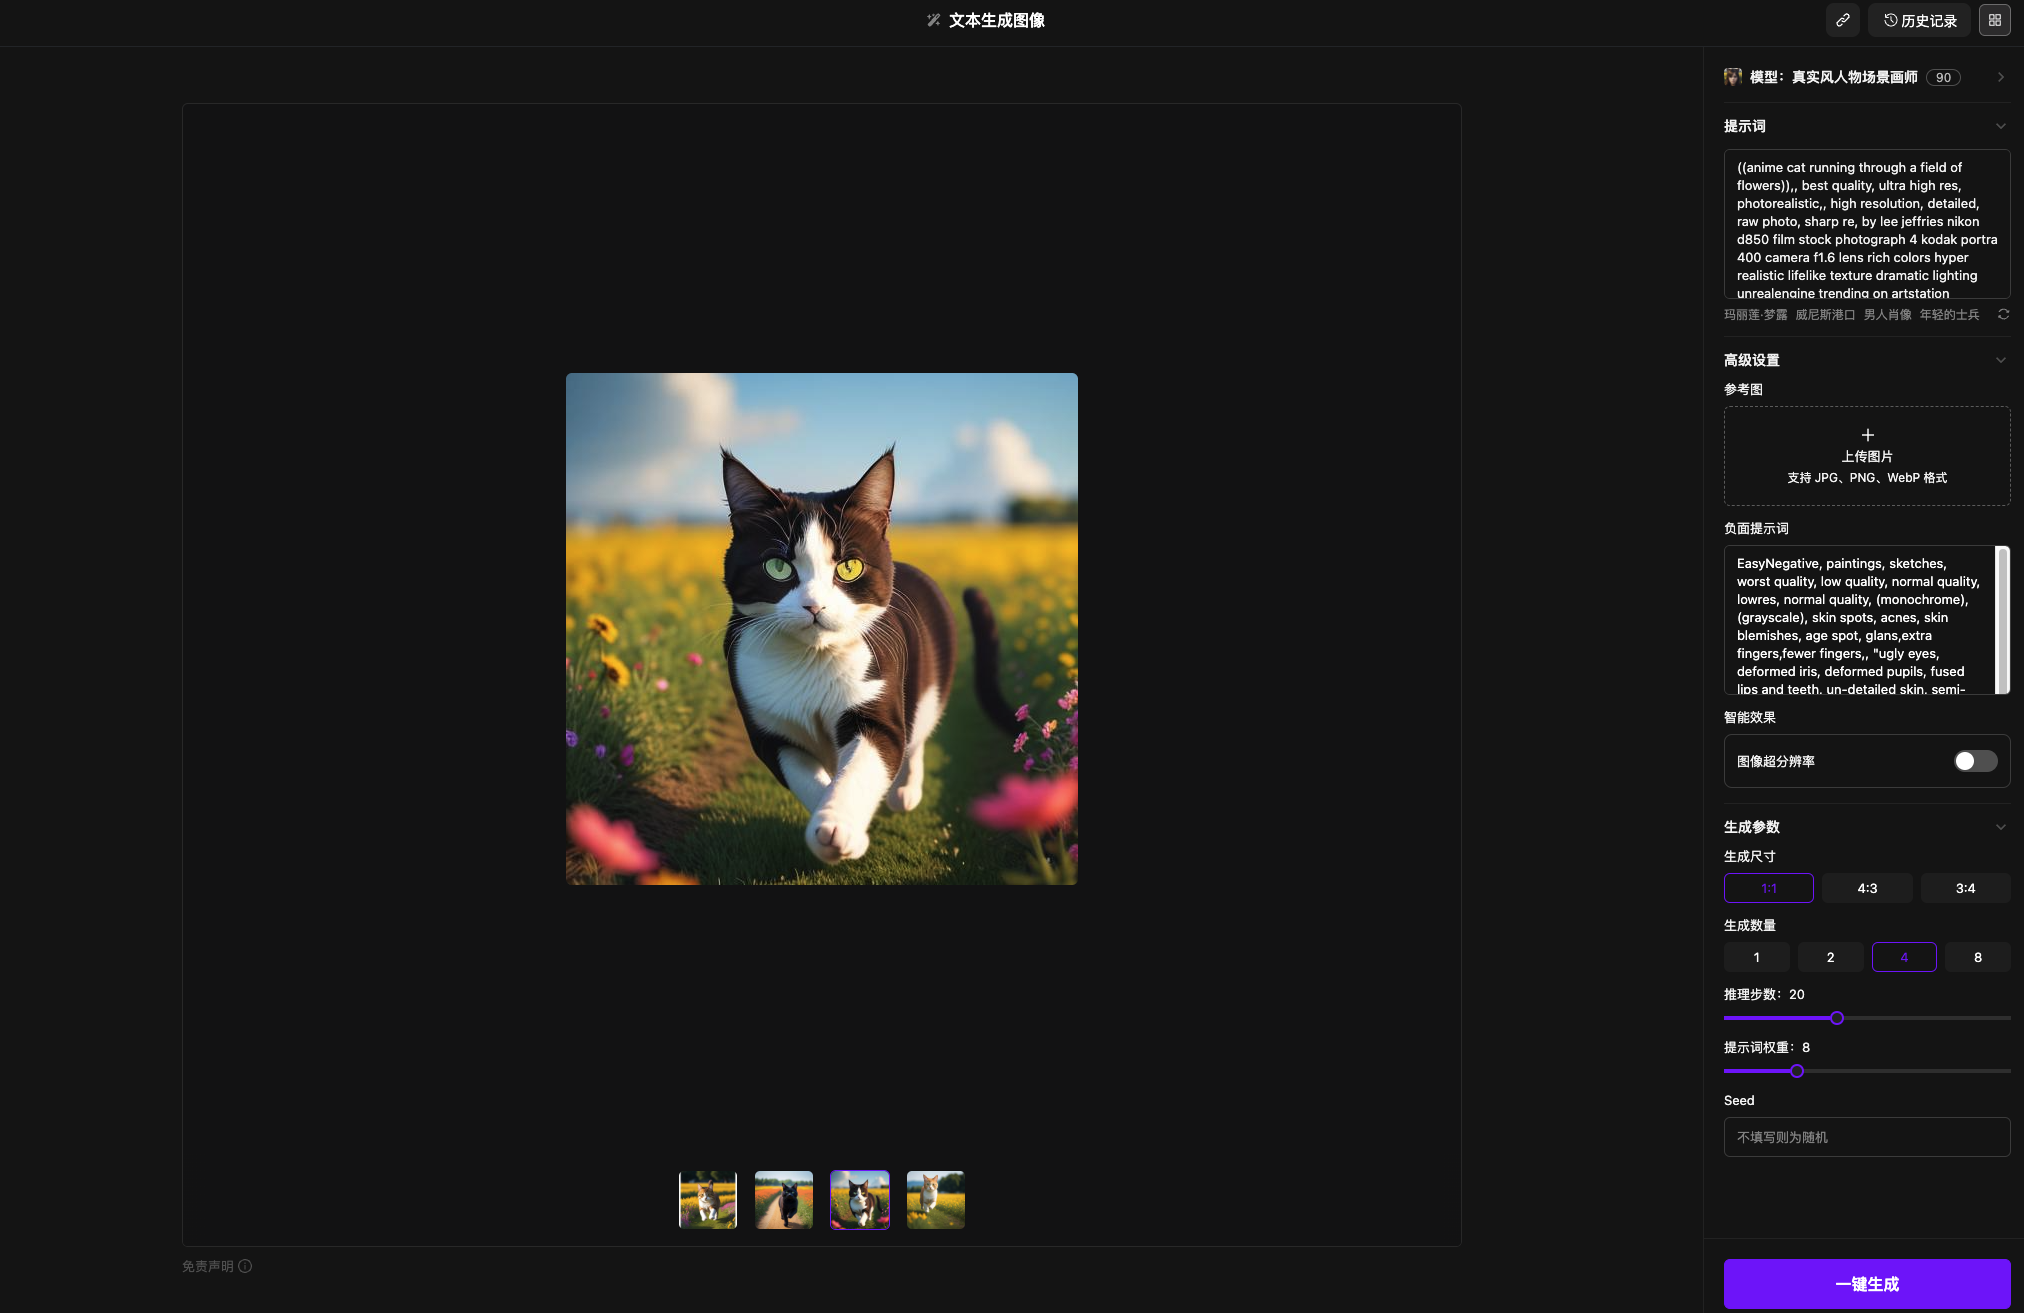 文本生成图像
历史记录
模型：真实风人物场景画师 90
提示词
((anime cat running through a field of
flowers)),, best quality, ultra high res,
photorealistic,, high resolution, detailed,
raw photo, sharp re, by lee jeffries nikon
d850 film stock photograph 4 kodak portra
400 camera f1.6 lens rich colors hyper
realistic lifelike texture dramatic lighting
unrealengine trending on artstation
玛丽莲·梦露 威尼斯港口 男人肖像 年轻的士兵
高级设置
参考图
上传图片
支持 JPG、PNG、WebP 格式
负面提示词
EasyNegative, paintings, sketches,
worst quality, low quality, normal quality,
lowres, normal quality, (monochrome),
(grayscale), skin spots, acnes, skin
blemishes, age spot, glans,extra
fingers,fewer fingers,, "ugly eyes,
deformed iris, deformed pupils, fused
lips and teeth, un-detailed skin, semi-
智能效果
图像超分辨率
生成参数
生成尺寸
1:1 4:3 3:4
生成数量
1 2 4 8
推理步数：20
提示词权重：8
Seed
不填写则为随机
免责声明
一键生成